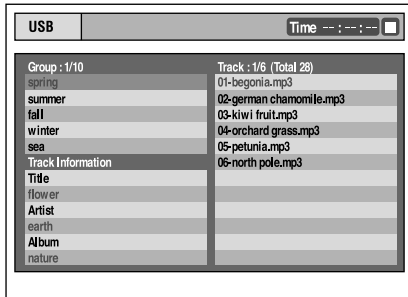 USB
Time --:--:--
Group : 1/10
spring
summer
fall
winter
sea
Track Information
Title
flower
Artist
earth
Album
nature
Track : 1/6 (Total 28)
01-begonia.mp3
02-german chamomile.mp3
03-kiwi fruit.mp3
04-orchard grass.mp3
05-petunia.mp3
06-north pole.mp3